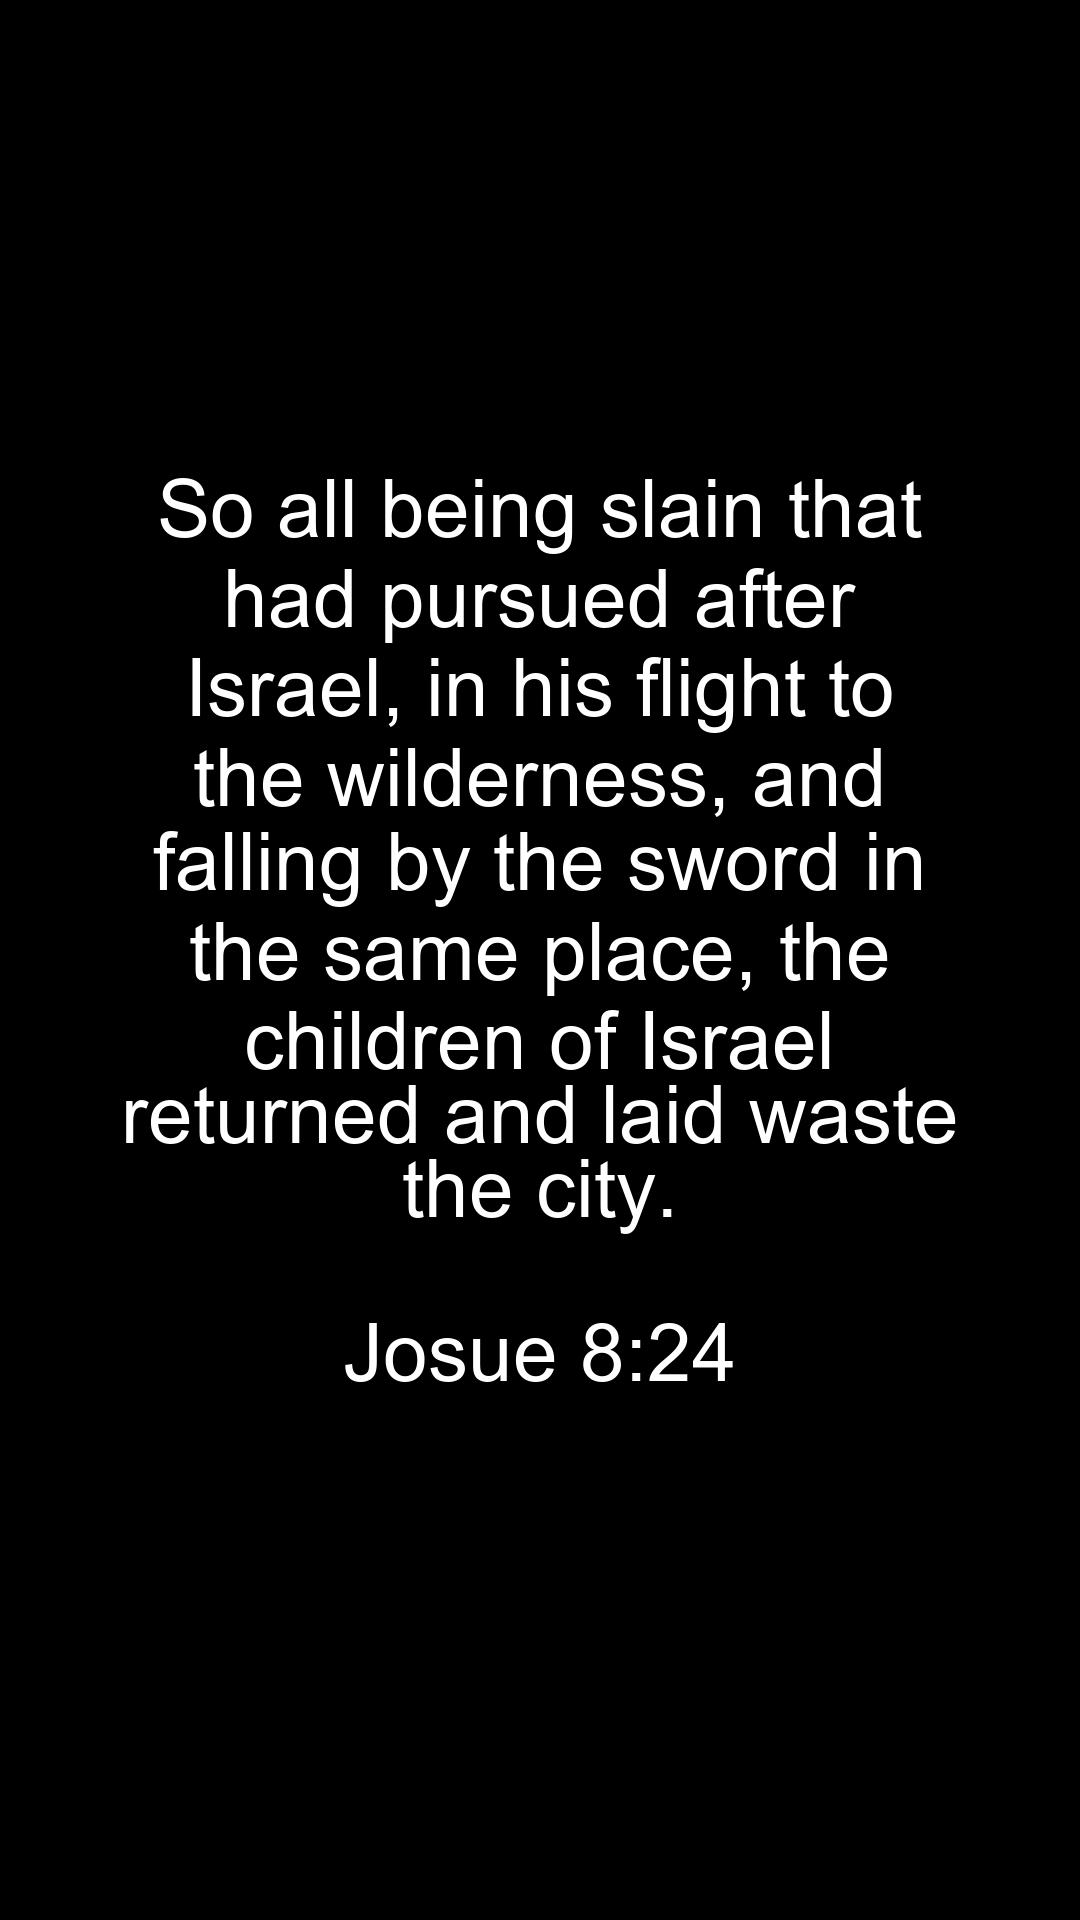 So all being slain that
had pursued after
Israel, in his flight to
the wilderness, and
falling by the sword in
the same place, the
children of Israel
returned and laid waste
the city.
Josue 8:24